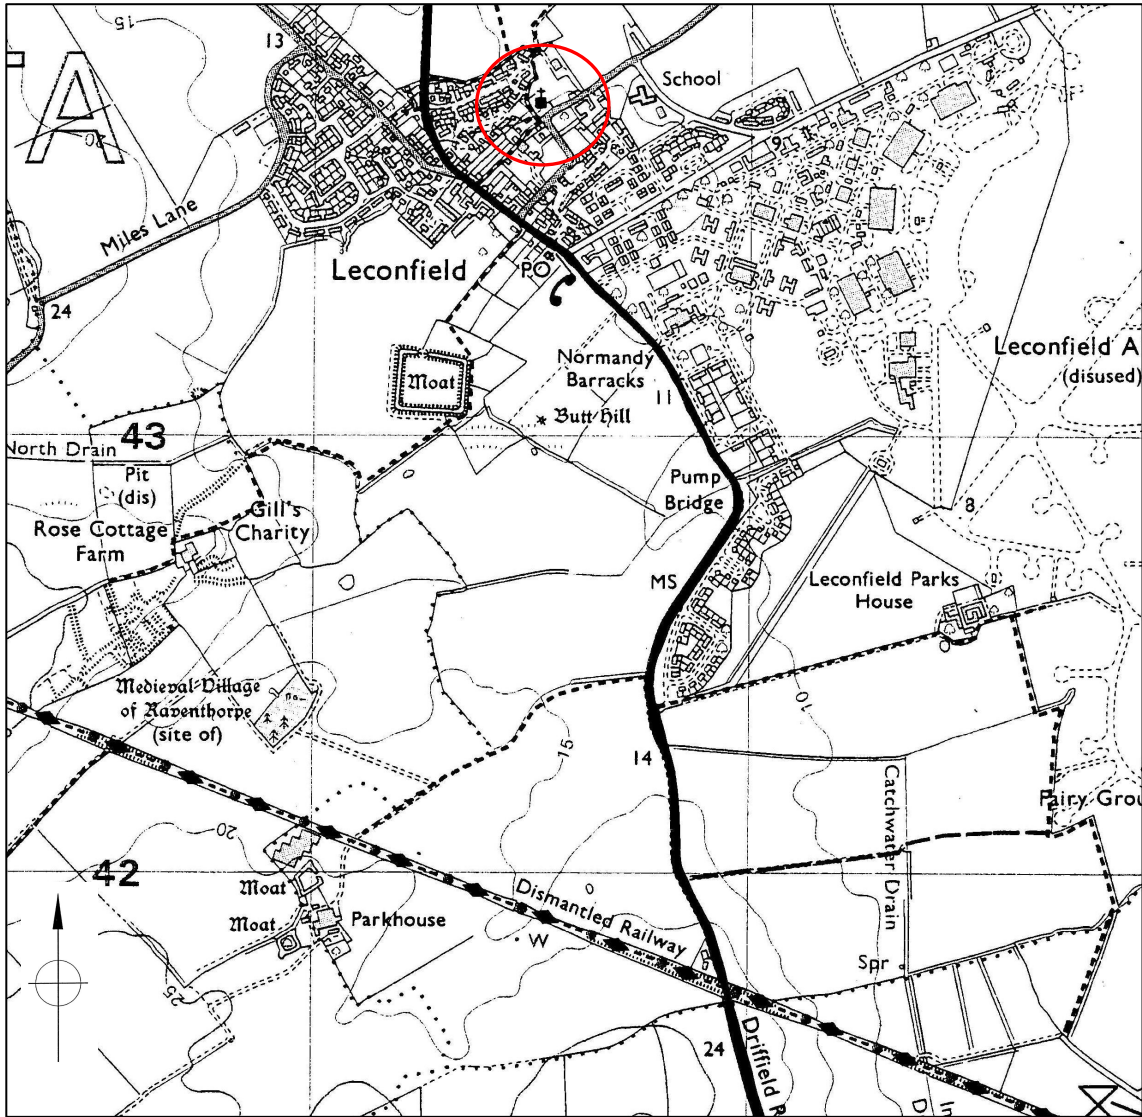 15
13
A
20
School
9
Miles Lane
Leconfield
PO
24
Leconfield A
(disused)
Normandy
Barracks
Moat
11
Butt Hill
43
North Drain
Pit
(dis)
Pump
Bridge
8
Gill's
Charity
Rose Cottage
Farm
MS
Leconfield Parks
House
Medieval Village
of Raventhorpe
(site of)
10
15
14
Catchwater Drain
Fairy Grou
20
42
Moat
Dismantled Railway
Parkhouse
Moat
W
Spr
25
24
Driffield R
In
D